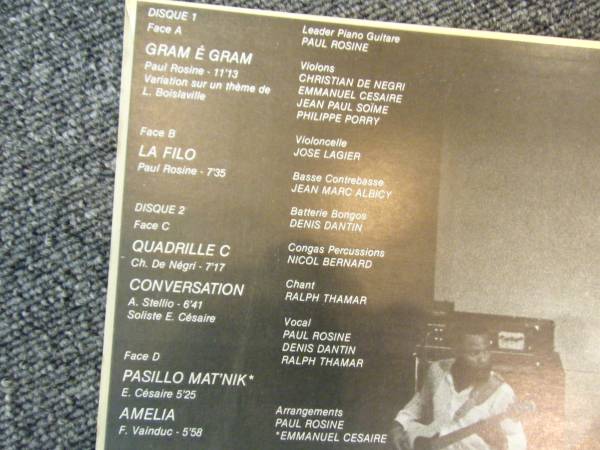 DISQUE 1
Face A
GRAM É GRAM
Paul Rosine - 11'13
Variation sur un thème de
L. Boislaville
Face B
LA FILO
Paul Rosine - 7'35
DISQUE 2
Face C
QUADRILLE C
Ch. De Négri - 7'17
CONVERSATION
A. Stellio - 6'41
Soliste E. Césaire
Face D
PASILLO MAT'NIK*
E. Césaire 5'25
AMELIA
F. Vainduc - 5'58
Leader Piano Guitare
PAUL ROSINE
Violons
CHRISTIAN DE NEGRI
EMMANUEL CESAIRE
JEAN PAUL SOÏME
PHILIPPE PORRY
Violoncelle
JOSE LAGIER
Basse Contrebasse
JEAN MARC ALBICY
Batterie Bongos
DENIS DANTIN
Congas Percussions
NICOL BERNARD
Chant
RALPH THAMAR
Vocal
PAUL ROSINE
DENIS DANTIN
RALPH THAMAR
Arrangements
PAUL ROSINE
*EMMANUEL CESAIRE